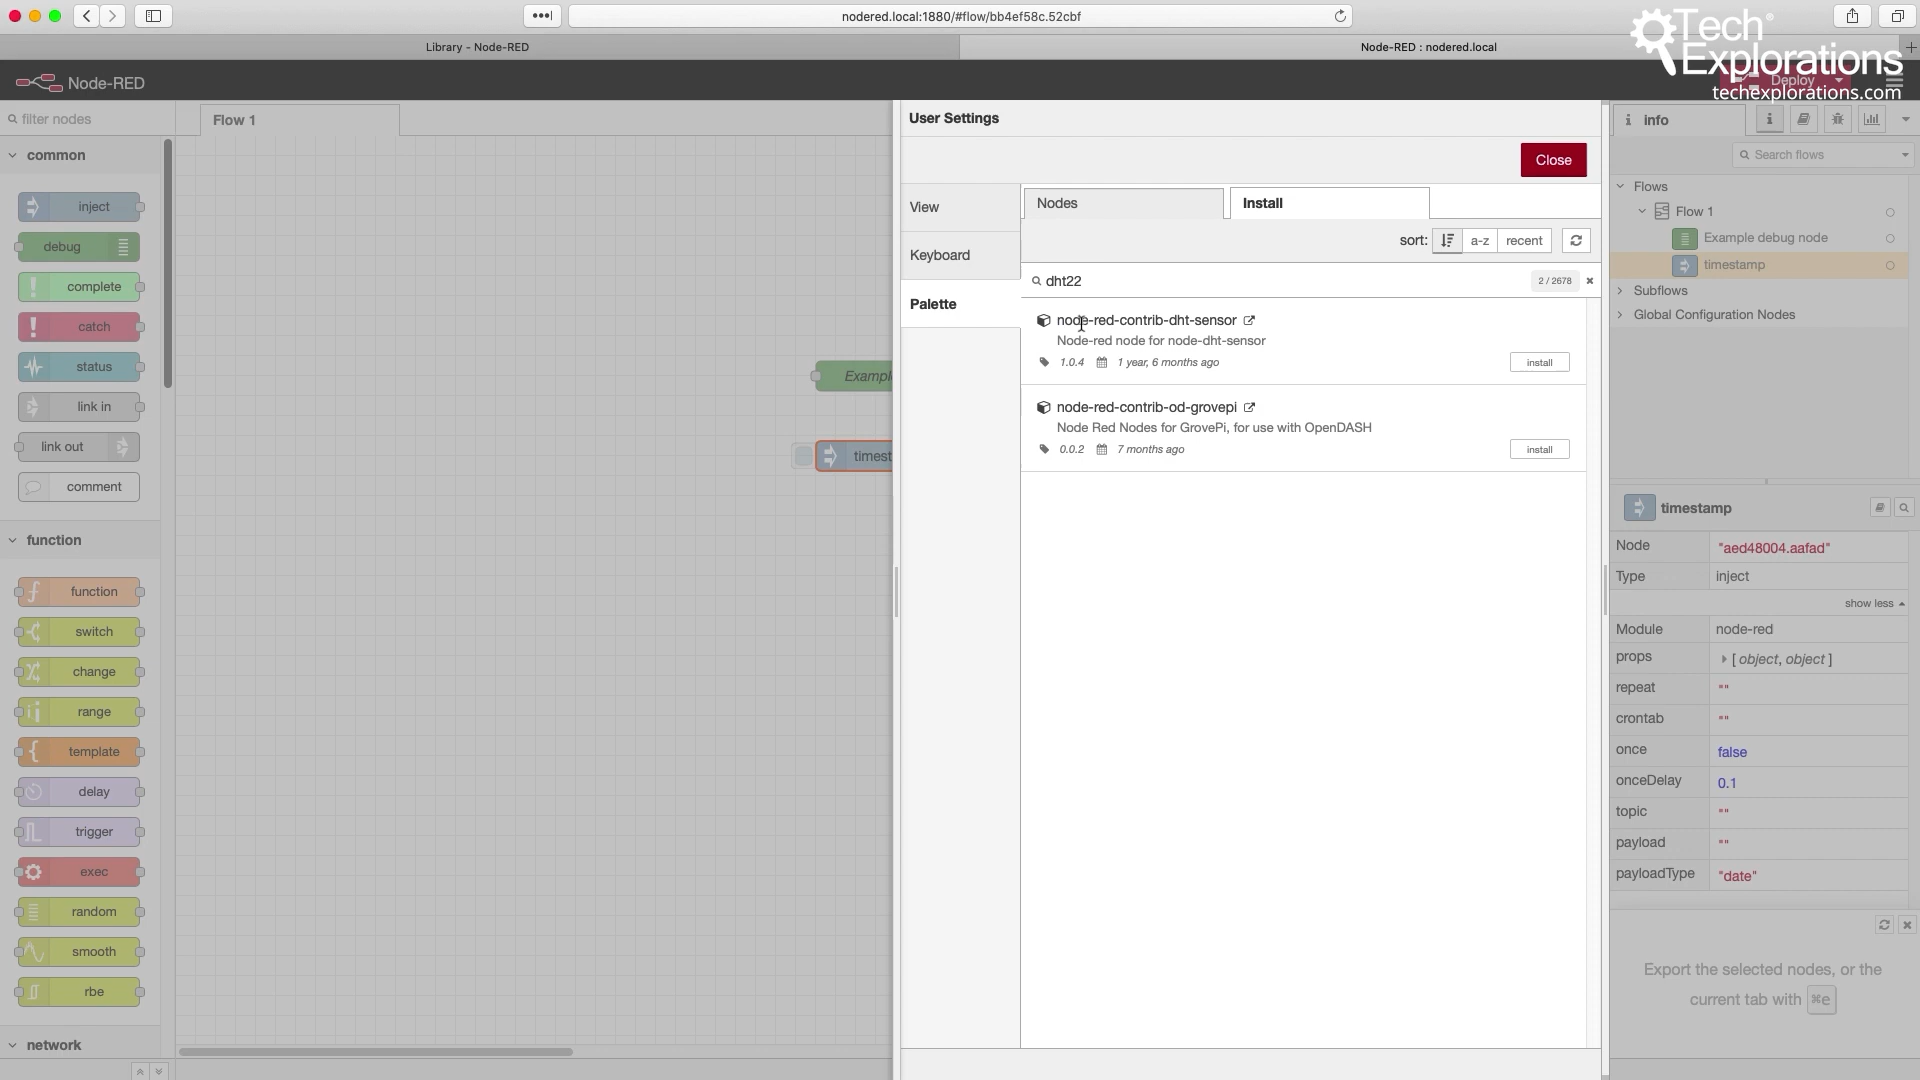 nodered.local:1880/#flow/bb4ef58c.52cbf
Library - Node-RED
Node-RED : nodered.local
Tech
Explorations
techexplorations.com
Node-RED
Deploy
filter nodes
Flow 1
common
inject
debug
complete
catch
status
link in
link out
comment
function
function
switch
change
range
template
delay
trigger
exec
random
smooth
rbe
network
Exampl
timest
User Settings
Close
View
Keyboard
Palette
Nodes
Install
sort:
a-z
recent
dht22
2 / 2678
node-red-contrib-dht-sensor
Node-red node for node-dht-sensor
1.0.4
1 year, 6 months ago
install
node-red-contrib-od-grovepi
Node Red Nodes for GrovePi, for use with OpenDASH
0.0.2
7 months ago
install
info
Search flows
Flows
Flow 1
Example debug node
timestamp
Subflows
Global Configuration Nodes
timestamp
Node "aed48004.aafad"
Type inject
show less
Module node-red
props [ object, object ]
repeat ""
crontab ""
once false
onceDelay 0.1
topic ""
payload ""
payloadType "date"
Export the selected nodes, or the
current tab with ⌘e